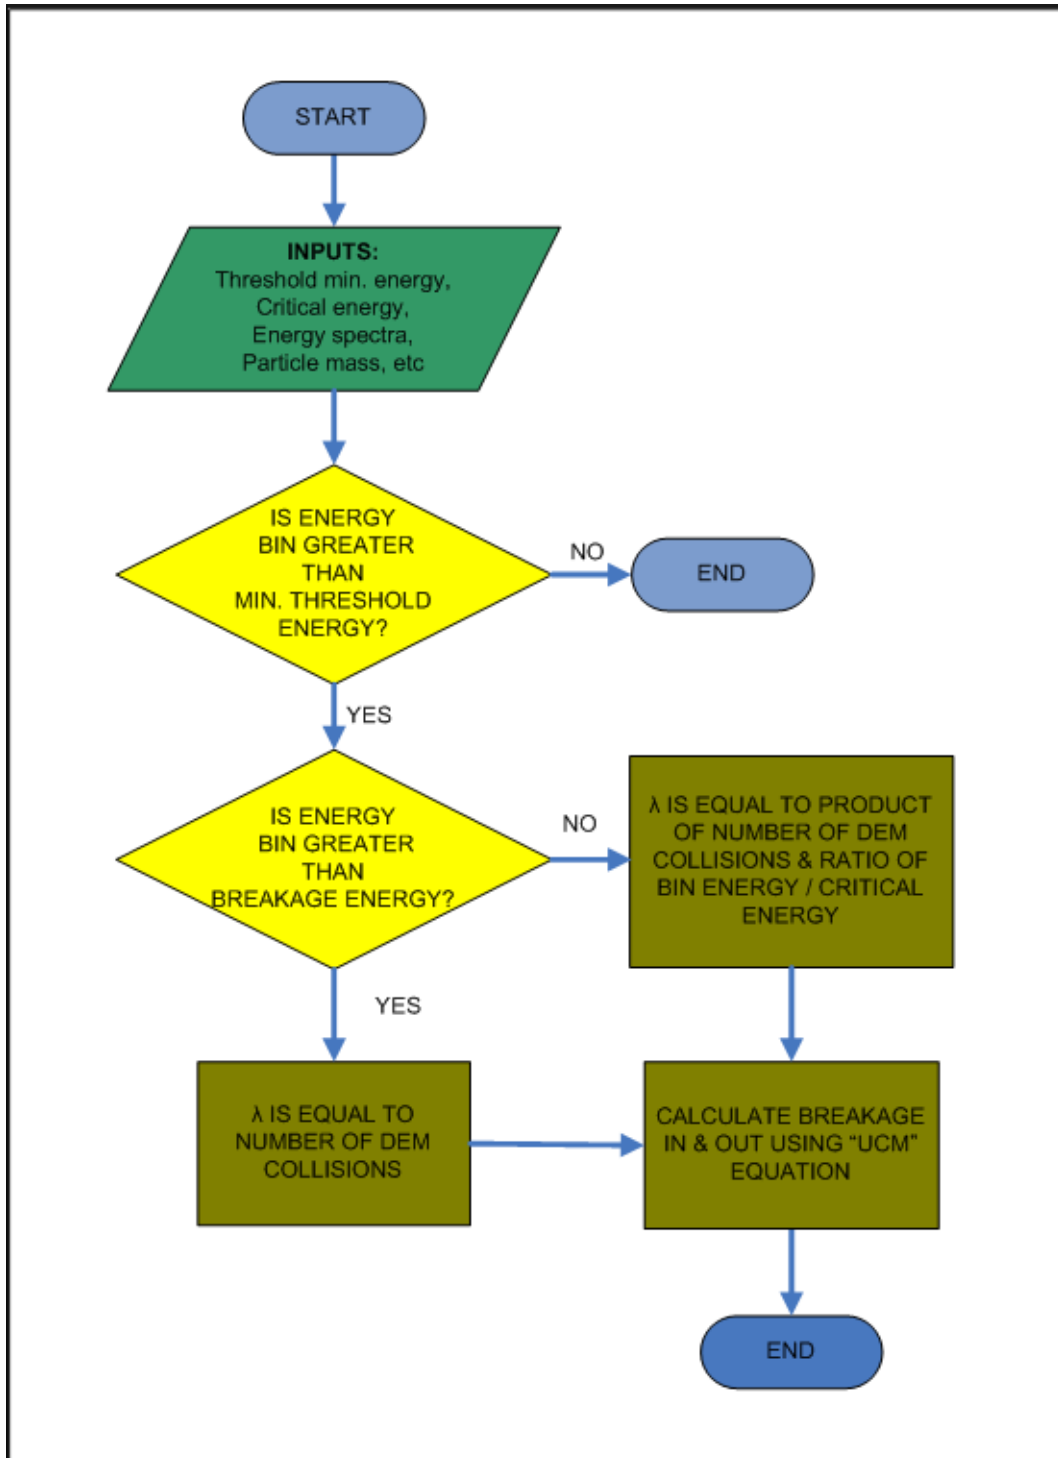 START
INPUTS:
Threshold min. energy,
Critical energy,
Energy spectra,
Particle mass, etc
IS ENERGY
BIN GREATER
THAN
MIN. THRESHOLD
ENERGY?
NO
END
YES
IS ENERGY
BIN GREATER
THAN
BREAKAGE ENERGY?
NO
λ IS EQUAL TO PRODUCT
OF NUMBER OF DEM
COLLISIONS & RATIO OF
BIN ENERGY / CRITICAL
ENERGY
YES
λ IS EQUAL TO
NUMBER OF DEM
COLLISIONS
CALCULATE BREAKAGE
IN & OUT USING “UCM”
EQUATION
END